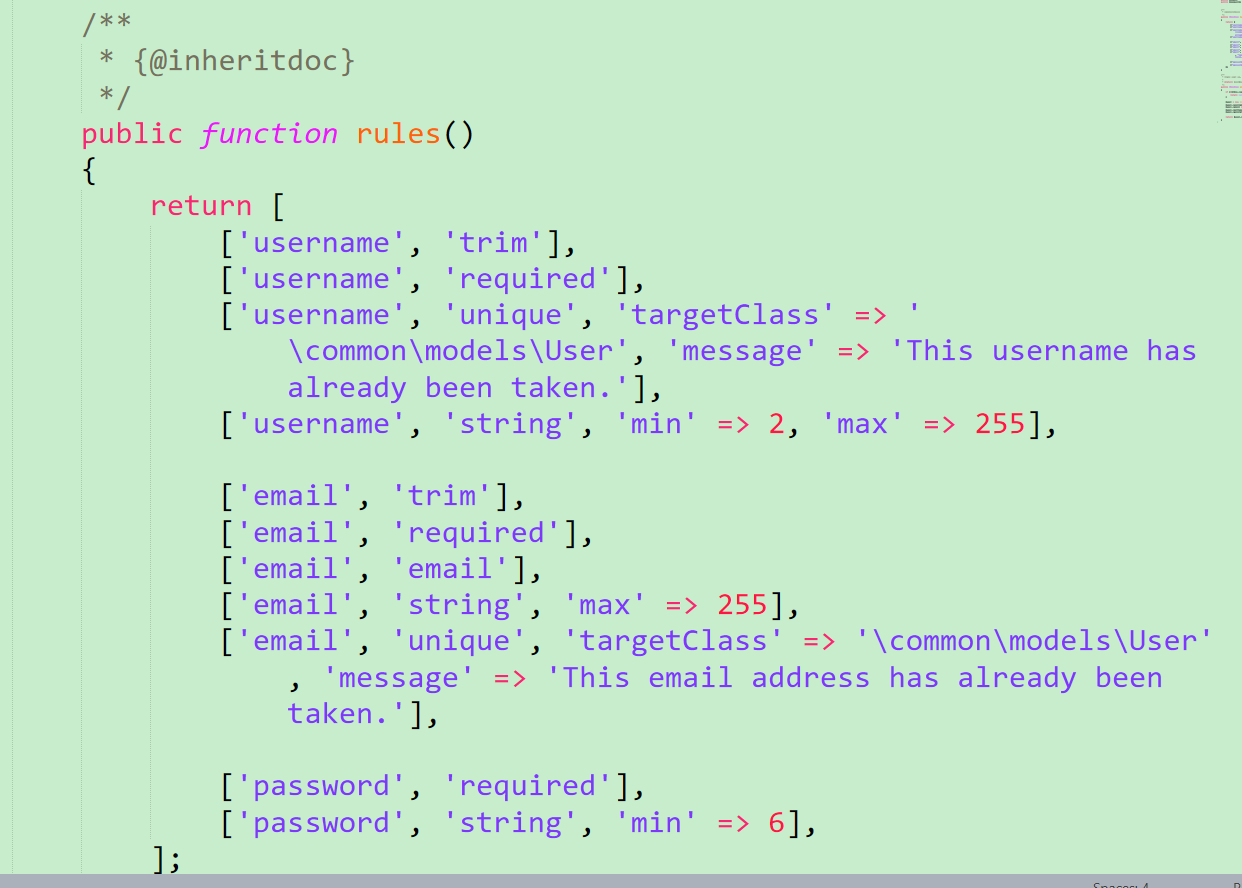 /**
 * {@inheritdoc}
 */
public function rules()
{
    return [
        ['username', 'trim'],
        ['username', 'required'],
        ['username', 'unique', 'targetClass' => '
            \common\models\User', 'message' => 'This username has
            already been taken.'],
        ['username', 'string', 'min' => 2, 'max' => 255],

        ['email', 'trim'],
        ['email', 'required'],
        ['email', 'email'],
        ['email', 'string', 'max' => 255],
        ['email', 'unique', 'targetClass' => '\common\models\User'
            , 'message' => 'This email address has already been
            taken.'],

        ['password', 'required'],
        ['password', 'string', 'min' => 6],
    ];